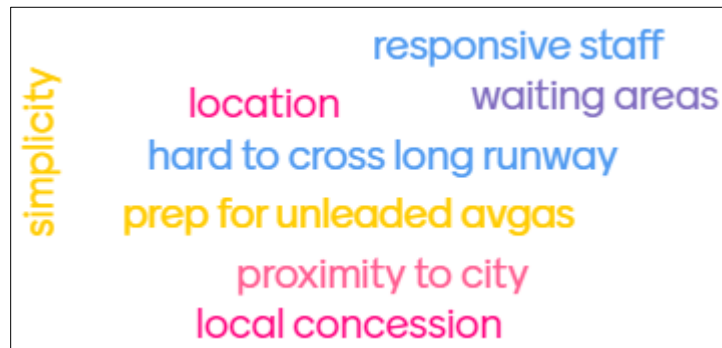 responsive staff
waiting areas
location
simplicity
hard to cross long runway
prep for unleaded avgas
proximity to city
local concession